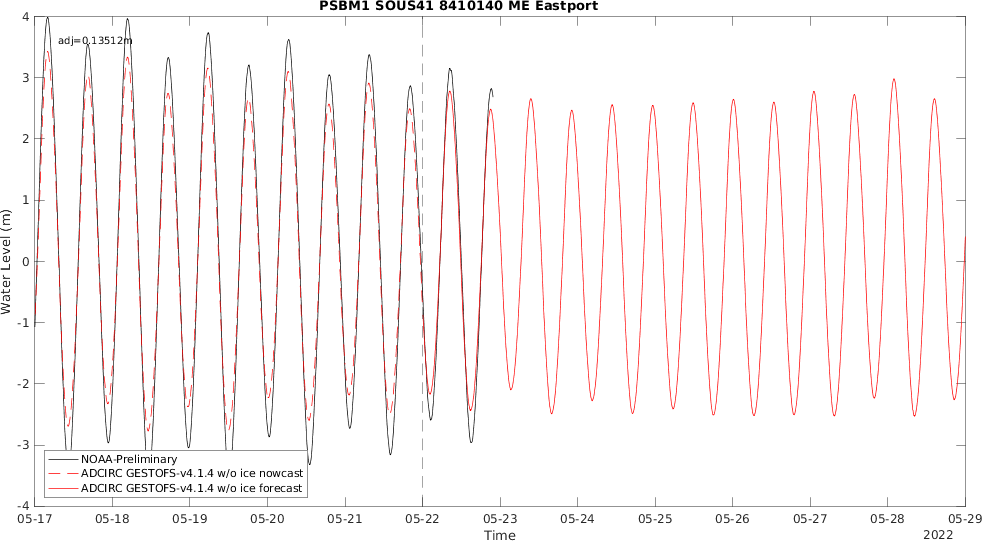 PSBM1 SOUS41 8410140 ME Eastport
adj=0.13512m
Water Level (m)
4
3
2
1
0
-1
-2
-3
-4
NOAA-Preliminary
ADCIRC GESTOFS-v4.1.4 w/o ice nowcast
ADCIRC GESTOFS-v4.1.4 w/o ice forecast
05-17 05-18 05-19 05-20 05-21 05-22 05-23 05-24 05-25 05-26 05-27 05-28 05-29
Time
2022